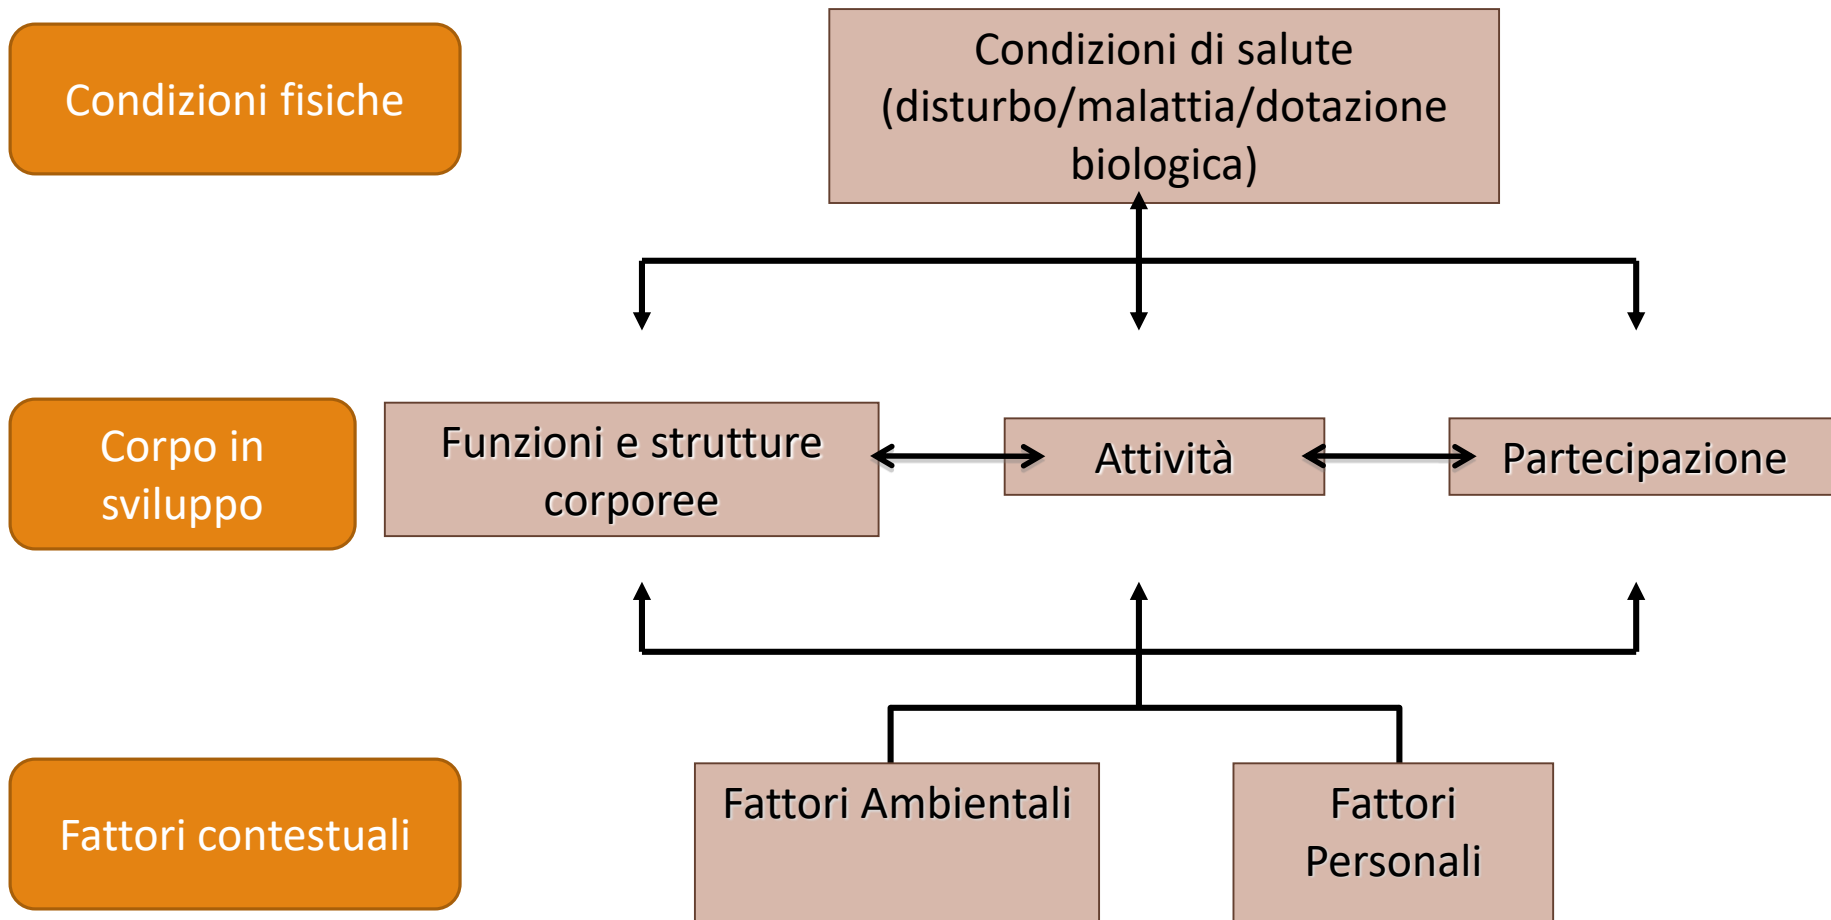 Condizioni fisiche
Condizioni di salute
(disturbo/malattia/dotazione
biologica)
Corpo in
sviluppo
Funzioni e strutture
corporee
Attività
Partecipazione
Fattori contestuali
Fattori Ambientali
Fattori
Personali